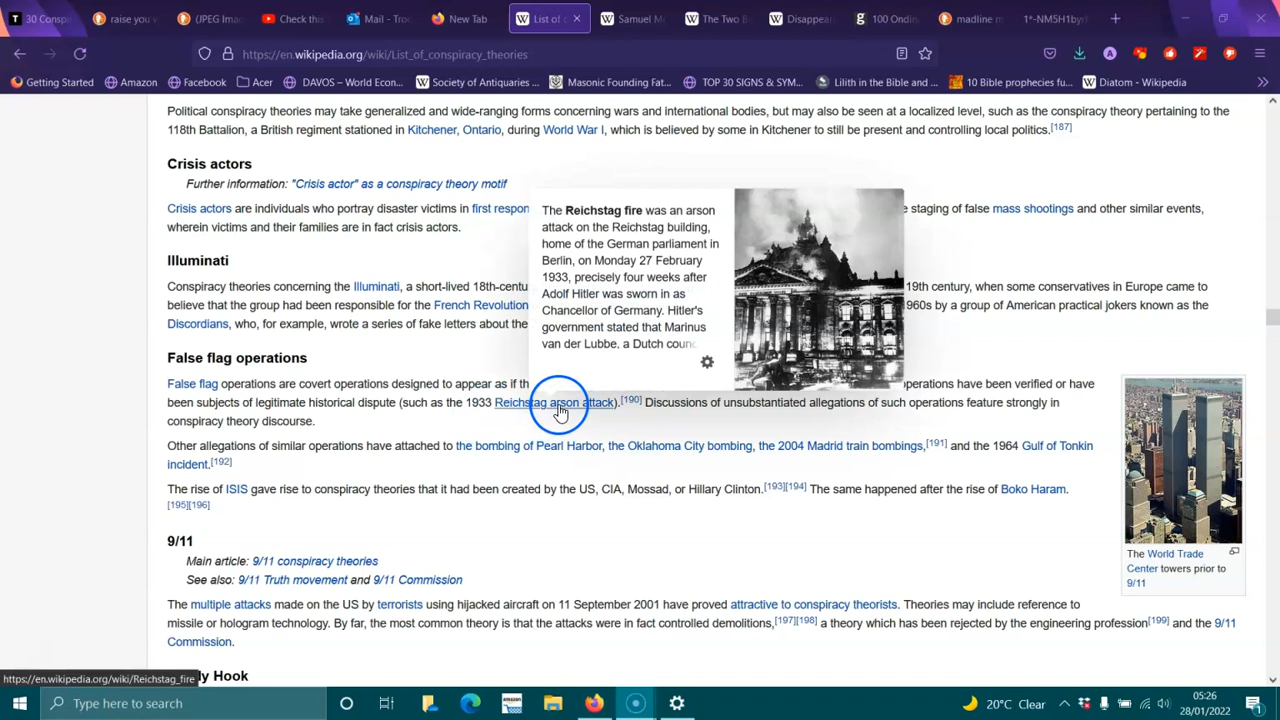 30 Conspi
raise you v
(JPEG Ima
Check this
Mail - Tro
New Tab
List of c
Samuel M
The Two B
Disappear
100 Ondin
madline m
1*-NM5H1by
https://en.wikipedia.org/wiki/List_of_conspiracy_theories
Getting Started
Amazon
Facebook
Acer
DAVOS – World Econ...
Society of Antiquaries ...
Masonic Founding Fat...
TOP 30 SIGNS & SYM...
Lilith in the Bible and ...
10 Bible prophecies fu...
Diatom - Wikipedia
Political conspiracy theories may take generalized and wide-ranging forms concerning wars and international bodies, but may also be seen at a localized level, such as the conspiracy theory pertaining to the
118th Battalion, a British regiment stationed in Kitchener, Ontario, during World War I, which is believed by some in Kitchener to still be present and controlling local politics.[187]
Crisis actors
Further information: "Crisis actor" as a conspiracy theory motif
Crisis actors are individuals who portray disaster victims in first respon
e staging of false mass shootings and other similar events,
wherein victims and their families are in fact crisis actors.
Illuminati
Conspiracy theories concerning the Illuminati, a short-lived 18th-centu
19th century, when some conservatives in Europe came to
believe that the group had been responsible for the French Revolution
960s by a group of American practical jokers known as the
Discordians, who, for example, wrote a series of fake letters about the
The Reichstag fire was an arson
attack on the Reichstag building,
home of the German parliament in
Berlin, on Monday 27 February
1933, precisely four weeks after
Adolf Hitler was sworn in as
Chancellor of Germany. Hitler's
government stated that Marinus
van der Lubbe, a Dutch coun
False flag operations
False flag operations are covert operations designed to appear as if th
operations have been verified or have
been subjects of legitimate historical dispute (such as the 1933 Reichstag arson attack).[190] Discussions of unsubstantiated allegations of such operations feature strongly in
conspiracy theory discourse.
Other allegations of similar operations have attached to the bombing of Pearl Harbor, the Oklahoma City bombing, the 2004 Madrid train bombings,[191] and the 1964 Gulf of Tonkin
incident.[192]
The rise of ISIS gave rise to conspiracy theories that it had been created by the US, CIA, Mossad, or Hillary Clinton.[193][194] The same happened after the rise of Boko Haram.
[195][196]
The World Trade
Center towers prior to
9/11
9/11
Main article: 9/11 conspiracy theories
See also: 9/11 Truth movement and 9/11 Commission
The multiple attacks made on the US by terrorists using hijacked aircraft on 11 September 2001 have proved attractive to conspiracy theorists. Theories may include reference to
missile or hologram technology. By far, the most common theory is that the attacks were in fact controlled demolitions,[197][198] a theory which has been rejected by the engineering profession[199] and the 9/11
Commission.
y Hook
https://en.wikipedia.org/wiki/Reichstag_fire
Type here to search
amazon
20°C Clear
05:26
28/01/2022